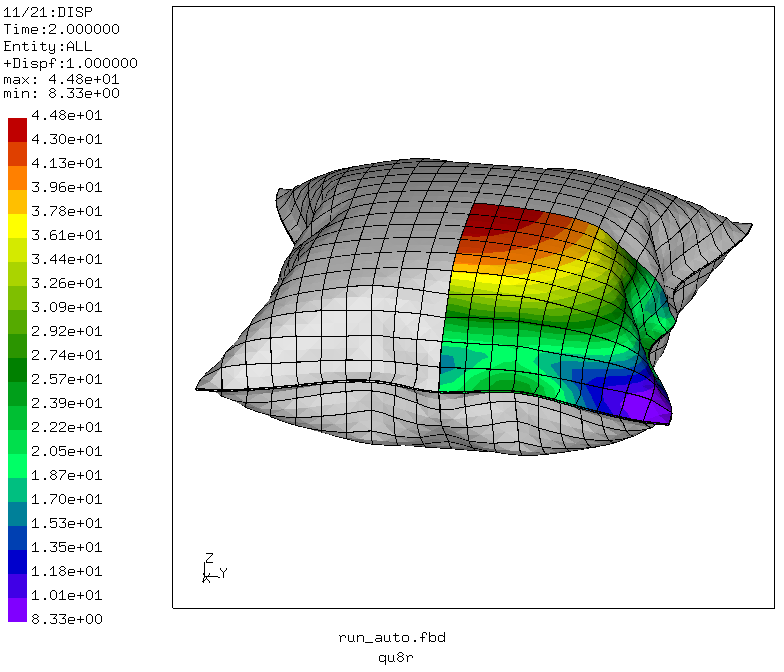 11/21:DISP
Time:2.000000
Entity:ALL
+Dispf:1.000000
max: 4.48e+01
min: 8.33e+00
4.48e+01
4.30e+01
4.13e+01
3.96e+01
3.78e+01
3.61e+01
3.44e+01
3.26e+01
3.09e+01
2.92e+01
2.74e+01
2.57e+01
2.39e+01
2.22e+01
2.05e+01
1.87e+01
1.70e+01
1.53e+01
1.35e+01
1.18e+01
1.01e+01
8.33e+00
Z
X Y
run_auto.fbd
qu8r